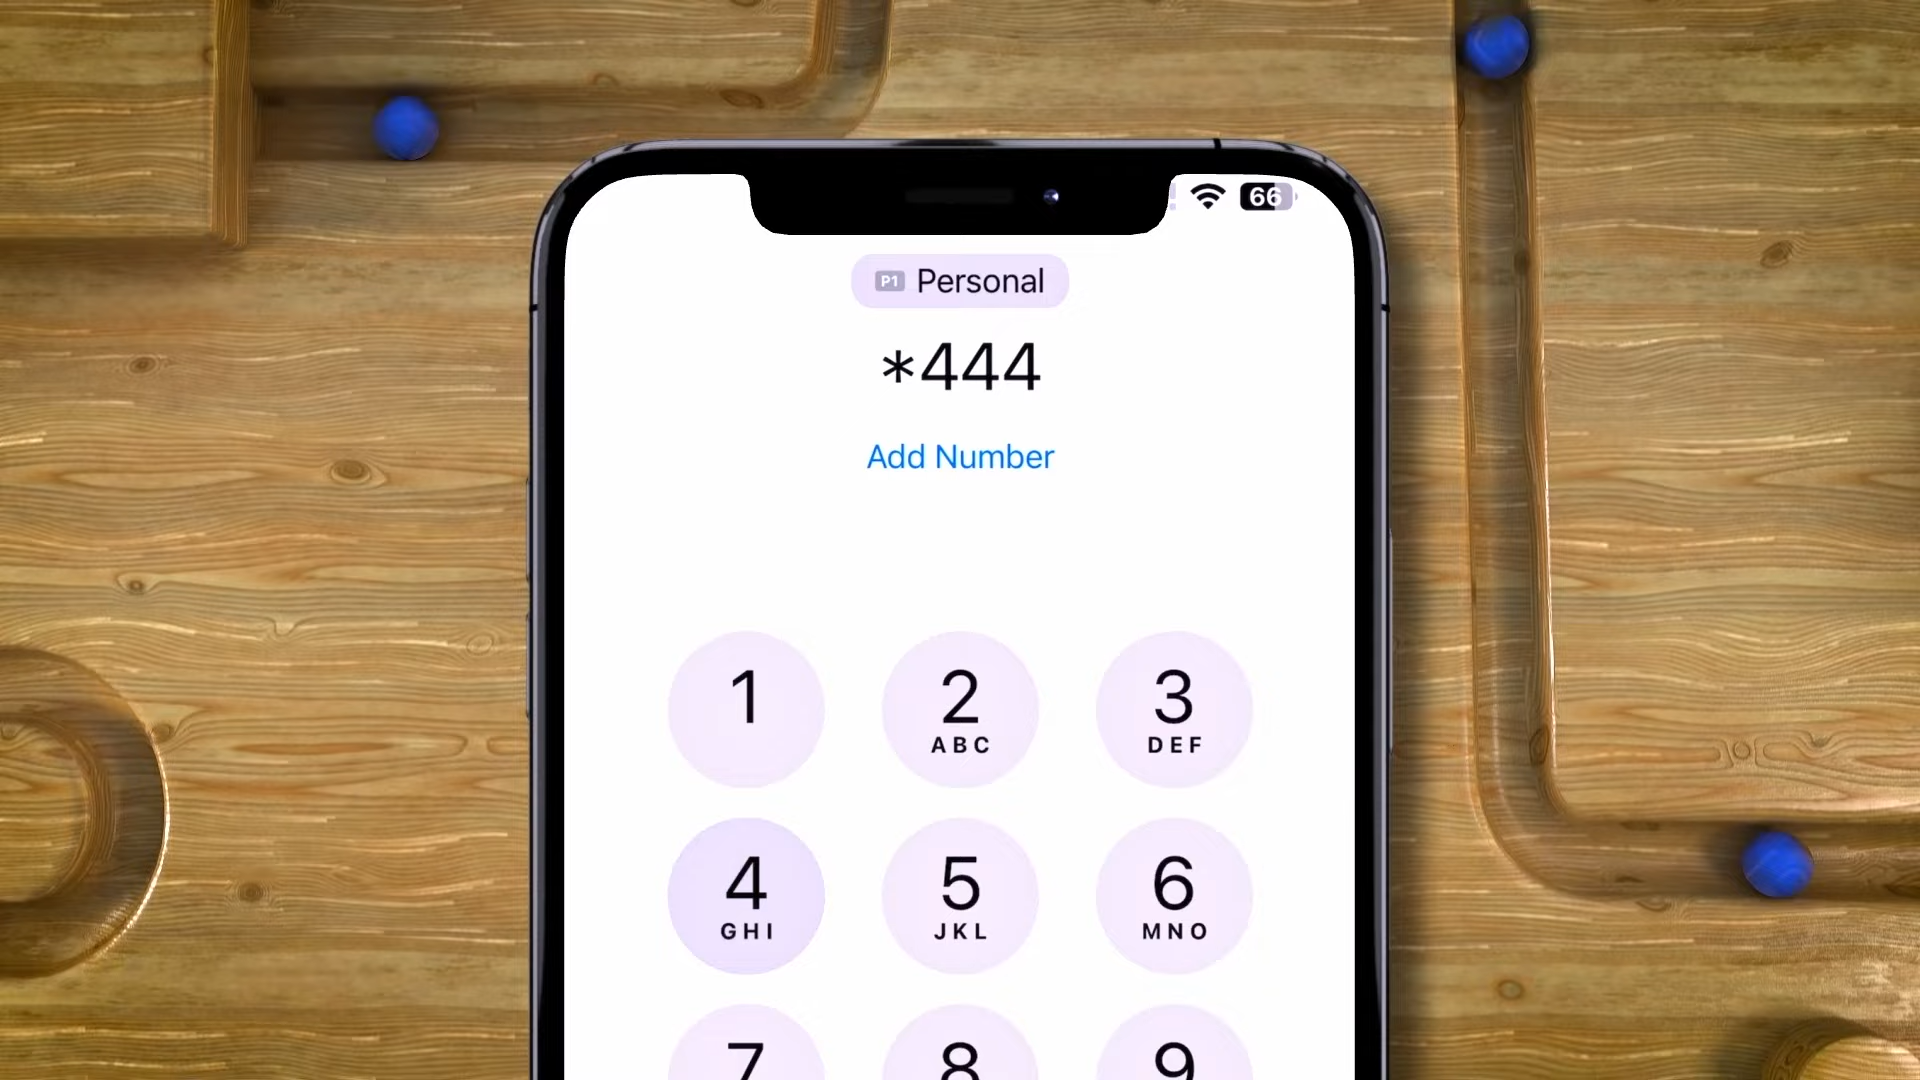 66
P1 Personal
*444
Add Number
1 2 3
ABC DEF
4 5 6
GHI JKL MNO
7 8 9